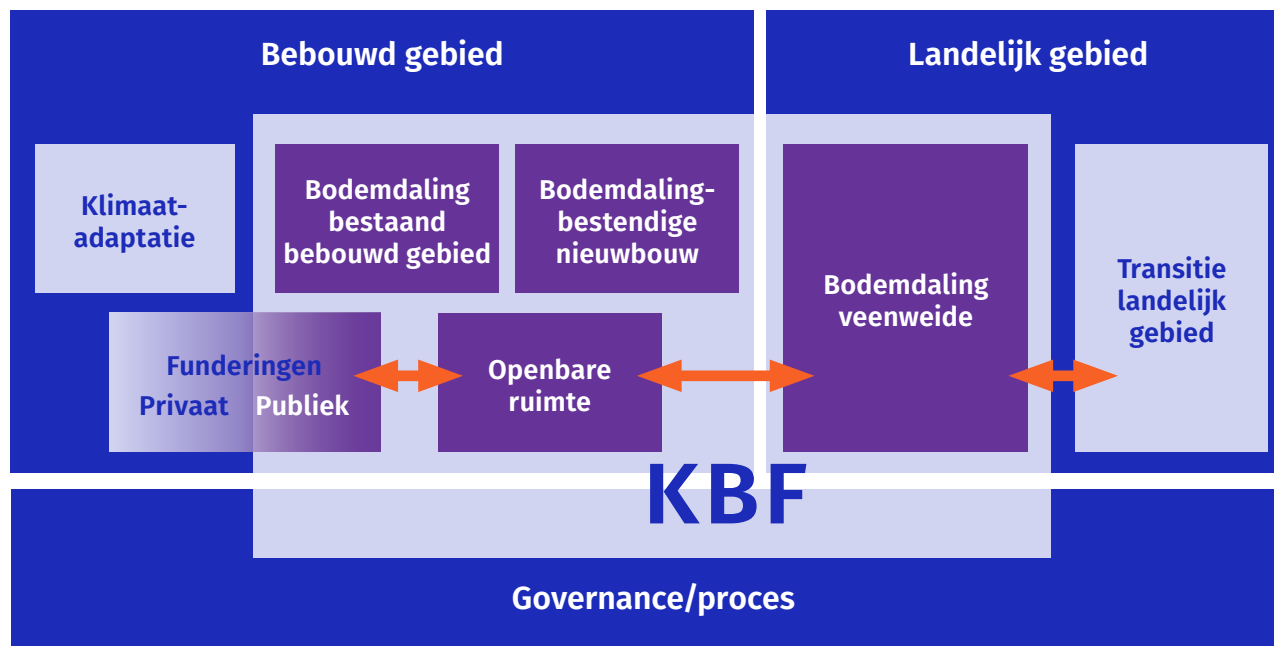 Bebouwd gebied
Landelijk gebied
Klimaat-
adaptatie
Bodemdaling
bestaand
bebouwd gebied
Bodemdaling-
bestendige
nieuwbouw
Bodemdaling
veenweide
Transitie
landelijk
gebied
Funderingen
Privaat Publiek
Openbare
ruimte
KBF
Governance/proces